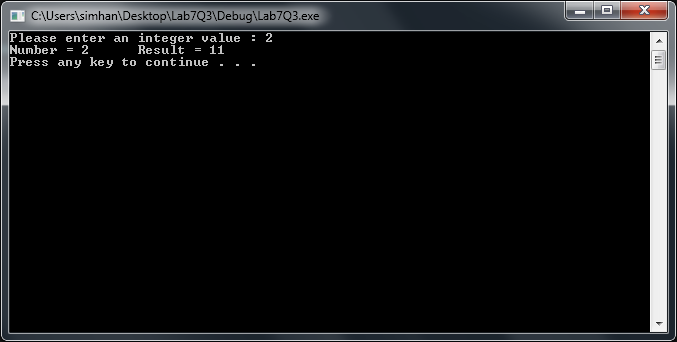 C:\Users\simhan\Desktop\Lab7Q3\Debug\Lab7Q3.exe
Please enter an integer value : 2
Number = 2      Result = 11
Press any key to continue . . .